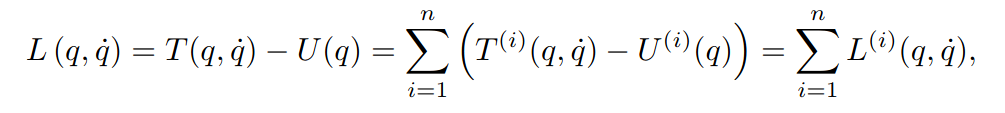 L (q, q̇) = T(q, q̇) − U(q) = ∑_{i=1}^{n} (T^{(i)}(q, q̇) − U^{(i)}(q)) = ∑_{i=1}^{n} L^{(i)}(q, q̇),